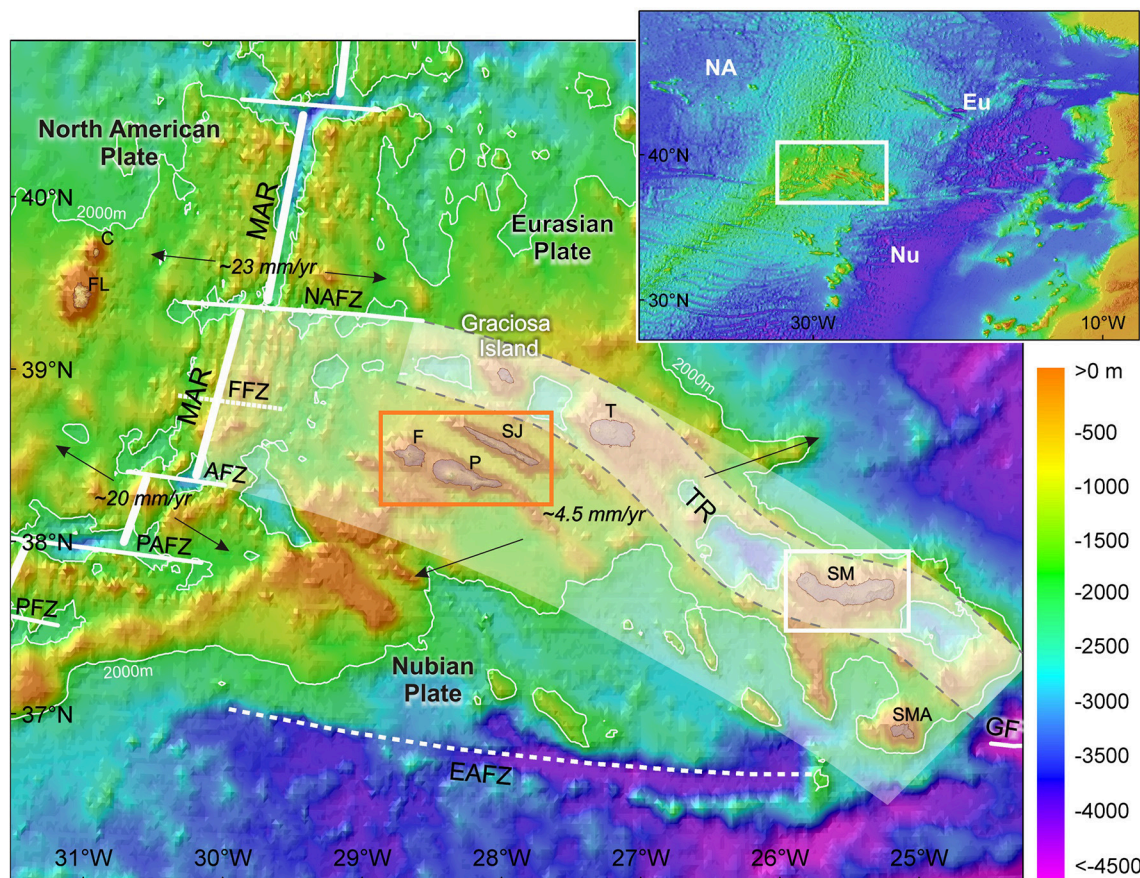 NA
Eu
40°N
Nu
30°N
30°W
10°W
North American
Plate
MAR
40°N
2000m
C
Eurasian
Plate
~23 mm/yr
FL
NAFZ
Graciosa
Island
39°N
2000m
MAR
FFZ
T
SJ
F
P
AFZ
~20 mm/yr
TR
~4.5 mm/yr
38°N
PAFZ
SM
PFZ
2000m
Nubian
Plate
37°N
SMA
GF
EAFZ
31°W
30°W
29°W
28°W
27°W
26°W
25°W
>0 m
-500
-1000
-1500
-2000
-2500
-3000
-3500
-4000
<-4500